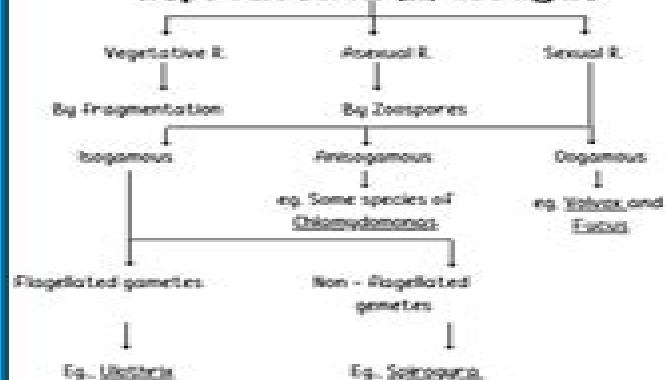 Vegetative R. Asexual R. Sexual R.
By fragmentation By Zoospores
Isogamous Anisogamous Oogamous
eg. Some species of
Chlamydomonas
eg. Volvox and
Fucus
Flagellated gametes Non - flagellated
gametes
Eg., Ulothrix Eg., Spirogyra.